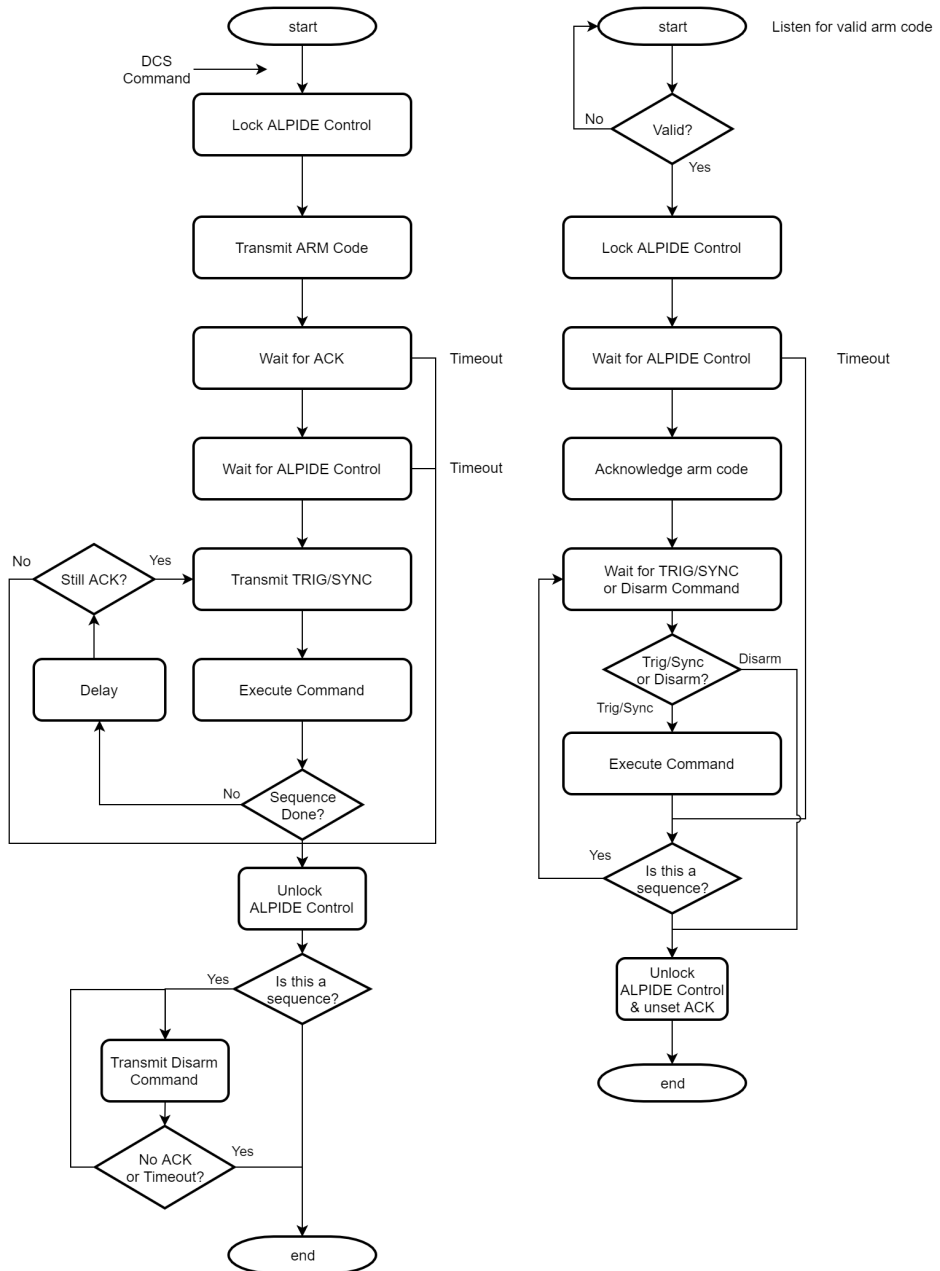 start
DCS
Command
Lock ALPIDE Control
Transmit ARM Code
Wait for ACK
Timeout
Wait for ALPIDE Control
Timeout
No
Still ACK?
Yes
Transmit TRIG/SYNC
Delay
Execute Command
No
Sequence
Done?
Unlock
ALPIDE Control
Yes
Is this a
sequence?
Transmit Disarm
Command
No ACK
or Timeout?
Yes
end
start
Listen for valid arm code
No
Valid?
Yes
Lock ALPIDE Control
Wait for ALPIDE Control
Timeout
Acknowledge arm code
Wait for TRIG/SYNC
or Disarm Command
Trig/Sync
or Disarm?
Disarm
Trig/Sync
Execute Command
Yes
Is this a
sequence?
Unlock
ALPIDE Control
& unset ACK
end